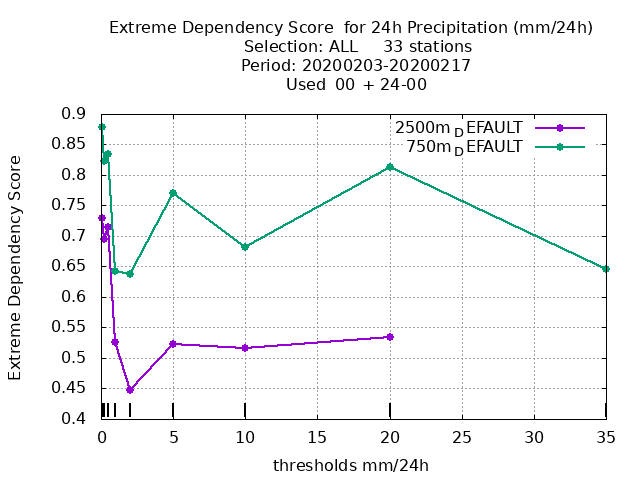 Extreme Dependency Score  for 24h Precipitation (mm/24h)
Selection: ALL     33 stations
Period: 20200203-20200217
Used  00 + 24-00
0.9
0.85
0.8
0.75
0.7
0.65
0.6
0.55
0.5
0.45
0.4
Extreme Dependency Score
2500m_DEFAULT
750m_DEFAULT
0 5 10 15 20 25 30 35
thresholds mm/24h